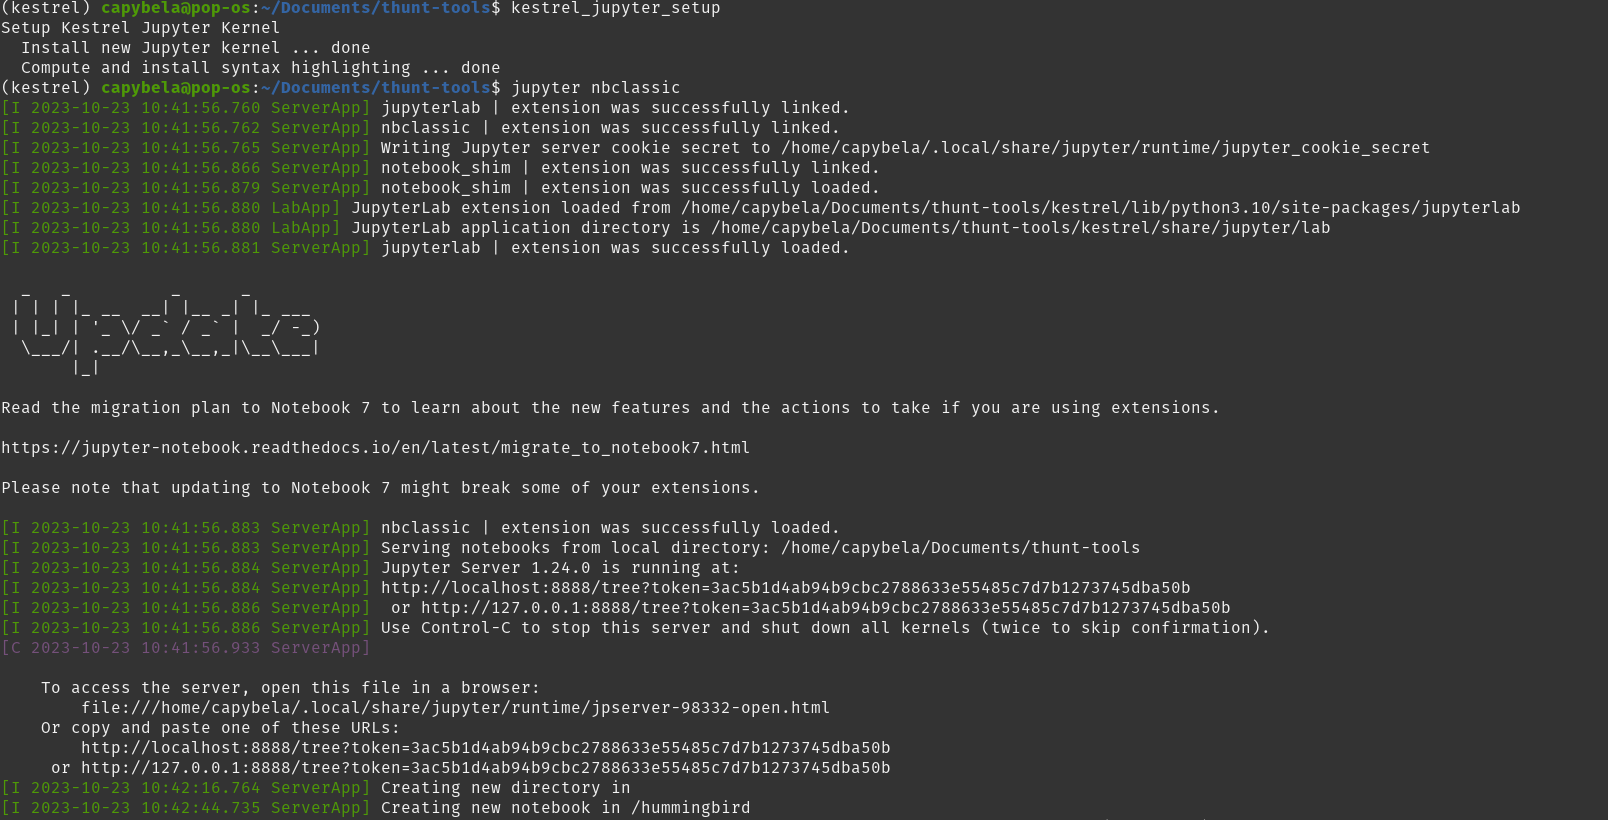 (kestrel) capybela@pop-os:~/Documents/thunt-tools$ kestrel_jupyter_setup
Setup Kestrel Jupyter Kernel
  Install new Jupyter kernel ... done
  Compute and install syntax highlighting ... done
(kestrel) capybela@pop-os:~/Documents/thunt-tools$ jupyter nbclassic
[I 2023-10-23 10:41:56.760 ServerApp] jupyterlab | extension was successfully linked.
[I 2023-10-23 10:41:56.762 ServerApp] nbclassic | extension was successfully linked.
[I 2023-10-23 10:41:56.765 ServerApp] Writing Jupyter server cookie secret to /home/capybela/.local/share/jupyter/runtime/jupyter_cookie_secret
[I 2023-10-23 10:41:56.866 ServerApp] notebook_shim | extension was successfully linked.
[I 2023-10-23 10:41:56.879 ServerApp] notebook_shim | extension was successfully loaded.
[I 2023-10-23 10:41:56.880 LabApp] JupyterLab extension loaded from /home/capybela/Documents/thunt-tools/kestrel/lib/python3.10/site-packages/jupyterlab
[I 2023-10-23 10:41:56.880 LabApp] JupyterLab application directory is /home/capybela/Documents/thunt-tools/kestrel/share/jupyter/lab
[I 2023-10-23 10:41:56.881 ServerApp] jupyterlab | extension was successfully loaded.
  _   _          _      _
 | | | |_ __  __| |__ _| |_ ___
 | |_| | '_ \/ _` / _` |  _/ -_)
  \___/| .__/\__,_\__,_|\__\___|
       |_|
Read the migration plan to Notebook 7 to learn about the new features and the actions to take if you are using extensions.
https://jupyter-notebook.readthedocs.io/en/latest/migrate_to_notebook7.html
Please note that updating to Notebook 7 might break some of your extensions.
[I 2023-10-23 10:41:56.883 ServerApp] nbclassic | extension was successfully loaded.
[I 2023-10-23 10:41:56.883 ServerApp] Serving notebooks from local directory: /home/capybela/Documents/thunt-tools
[I 2023-10-23 10:41:56.884 ServerApp] Jupyter Server 1.24.0 is running at:
[I 2023-10-23 10:41:56.884 ServerApp] http://localhost:8888/tree?token=3ac5b1d4ab94b9cbc2788633e55485c7d7b1273745dba50b
[I 2023-10-23 10:41:56.886 ServerApp]  or http://127.0.0.1:8888/tree?token=3ac5b1d4ab94b9cbc2788633e55485c7d7b1273745dba50b
[I 2023-10-23 10:41:56.886 ServerApp] Use Control-C to stop this server and shut down all kernels (twice to skip confirmation).
[C 2023-10-23 10:41:56.933 ServerApp]
    To access the server, open this file in a browser:
        file:///home/capybela/.local/share/jupyter/runtime/jpserver-98332-open.html
    Or copy and paste one of these URLs:
        http://localhost:8888/tree?token=3ac5b1d4ab94b9cbc2788633e55485c7d7b1273745dba50b
     or http://127.0.0.1:8888/tree?token=3ac5b1d4ab94b9cbc2788633e55485c7d7b1273745dba50b
[I 2023-10-23 10:42:16.764 ServerApp] Creating new directory in
[I 2023-10-23 10:42:44.735 ServerApp] Creating new notebook in /hummingbird